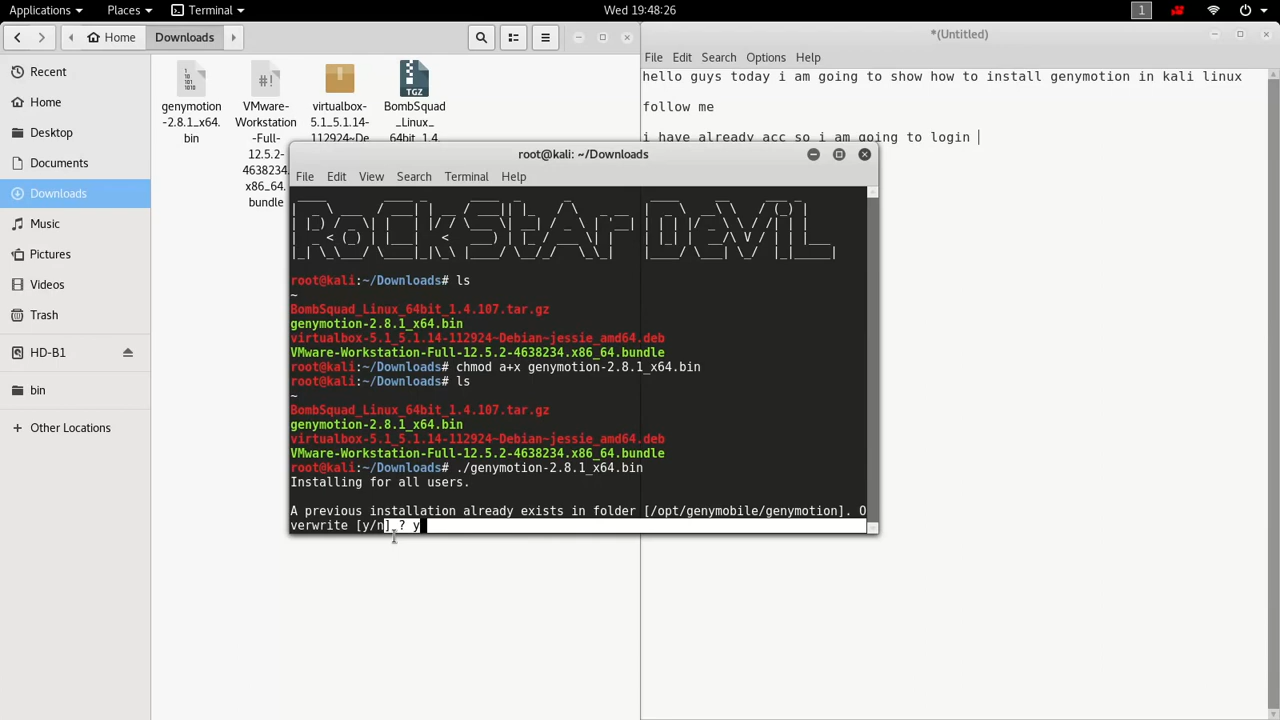 Applications
Places
Terminal
Wed 19:48:26
1
Home
Downloads
*(Untitled)
File Edit Search Options Help
Recent
Home
Desktop
Documents
Downloads
Music
Pictures
Videos
Trash
HD-B1
bin
+ Other Locations
genymotion
-2.8.1_x64.
bin
VMware-
Workstation
-Full-
12.5.2-
4638234.
x86_64.
bundle
virtualbox-
5.1_5.1.14-
112924~De
BombSquad
_Linux_
64bit_1.4.
hello guys today i am going to show how to install genymotion in kali linux
follow me
i have already acc so i am going to login
root@kali: ~/Downloads
File Edit View Search Terminal Help
RoCKStAr DeVIL
root@kali:~/Downloads# ls
~
BombSquad_Linux_64bit_1.4.107.tar.gz
genymotion-2.8.1_x64.bin
virtualbox-5.1_5.1.14-112924~Debian~jessie_amd64.deb
VMware-Workstation-Full-12.5.2-4638234.x86_64.bundle
root@kali:~/Downloads# chmod a+x genymotion-2.8.1_x64.bin
root@kali:~/Downloads# ls
~
BombSquad_Linux_64bit_1.4.107.tar.gz
genymotion-2.8.1_x64.bin
virtualbox-5.1_5.1.14-112924~Debian~jessie_amd64.deb
VMware-Workstation-Full-12.5.2-4638234.x86_64.bundle
root@kali:~/Downloads# ./genymotion-2.8.1_x64.bin
Installing for all users.
A previous installation already exists in folder [/opt/genymobile/genymotion]. O
verwrite [y/n] ? y